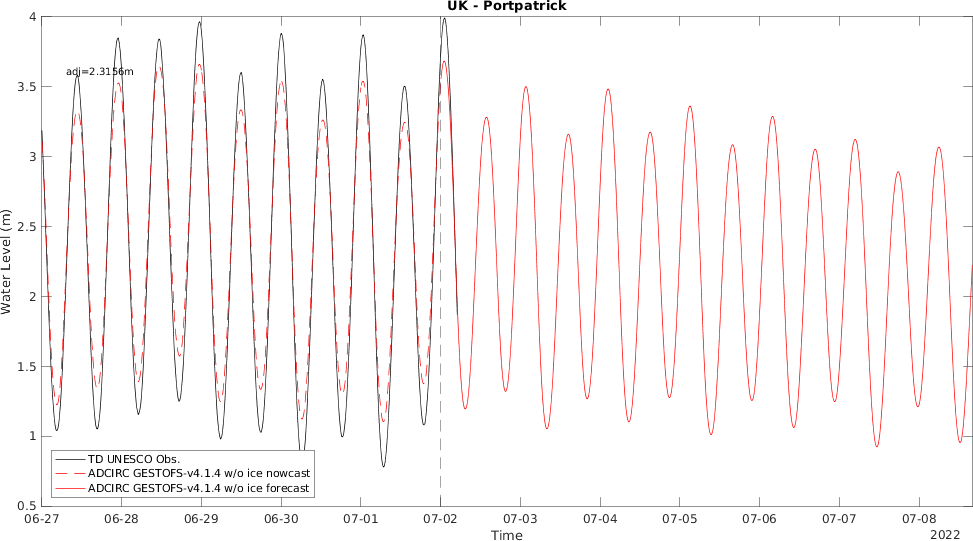 UK - Portpatrick
adj=2.3156m
Water Level (m)
4
3.5
3
2.5
2
1.5
1
0.5
TD UNESCO Obs.
ADCIRC GESTOFS-v4.1.4 w/o ice nowcast
ADCIRC GESTOFS-v4.1.4 w/o ice forecast
06-27 06-28 06-29 06-30 07-01 07-02 07-03 07-04 07-05 07-06 07-07 07-08
Time
2022